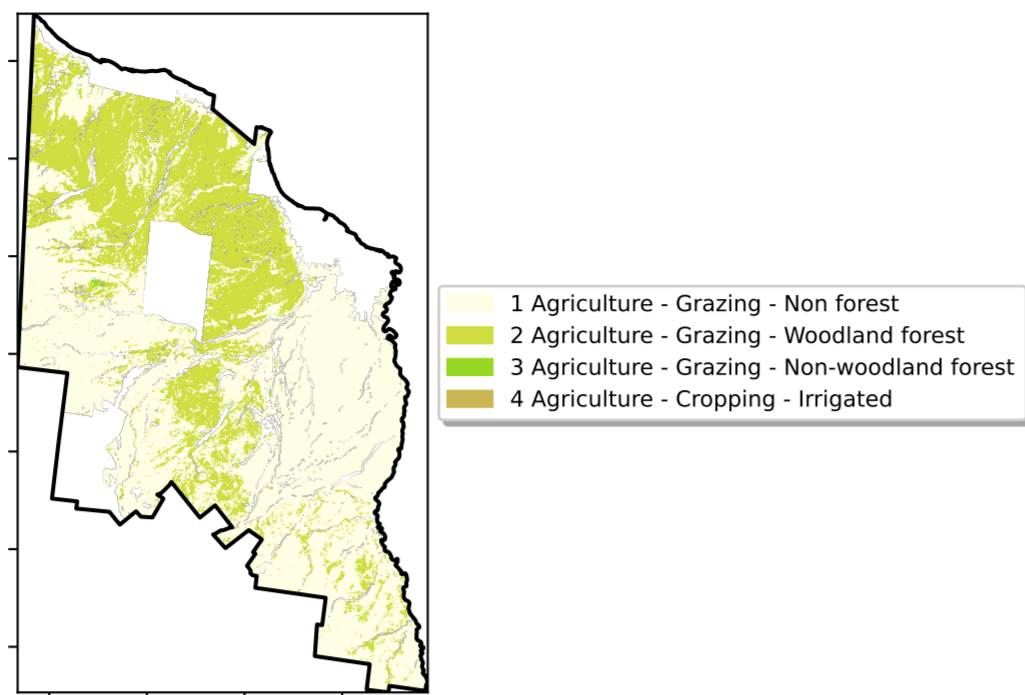 1 Agriculture - Grazing - Non forest
2 Agriculture - Grazing - Woodland forest
3 Agriculture - Grazing - Non-woodland forest
4 Agriculture - Cropping - Irrigated